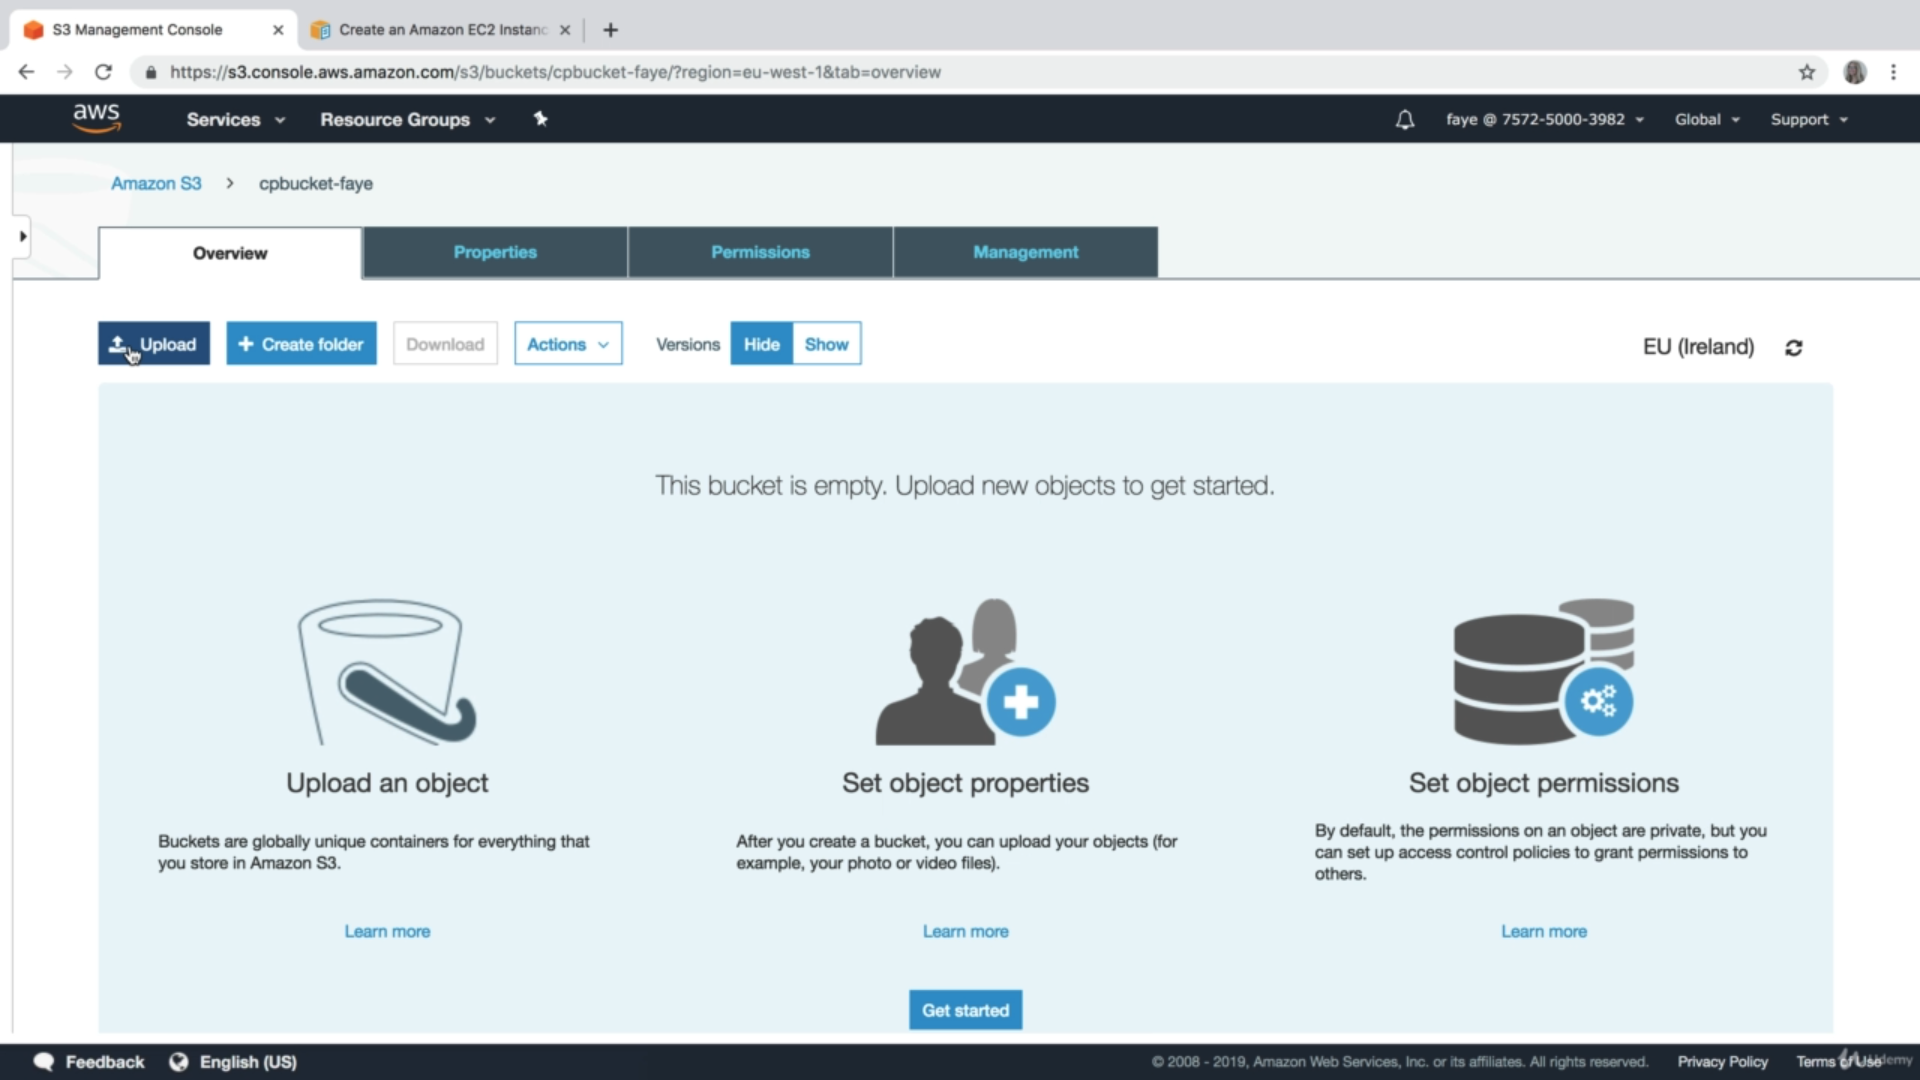 S3 Management Console
Create an Amazon EC2 Instanc
https://s3.console.aws.amazon.com/s3/buckets/cpbucket-faye/?region=eu-west-1&tab=overview
aws Services Resource Groups faye @ 7572-5000-3982 Global Support
Amazon S3 > cpbucket-faye
Overview Properties Permissions Management
Upload + Create folder Download Actions Versions Hide Show EU (Ireland)
This bucket is empty. Upload new objects to get started.
Upload an object
Buckets are globally unique containers for everything that
you store in Amazon S3.
Learn more
Set object properties
After you create a bucket, you can upload your objects (for
example, your photo or video files).
Learn more
Set object permissions
By default, the permissions on an object are private, but you
can set up access control policies to grant permissions to
others.
Learn more
Get started
Feedback English (US) © 2008 - 2019, Amazon Web Services, Inc. or its affiliates. All rights reserved. Privacy Policy Terms of Use